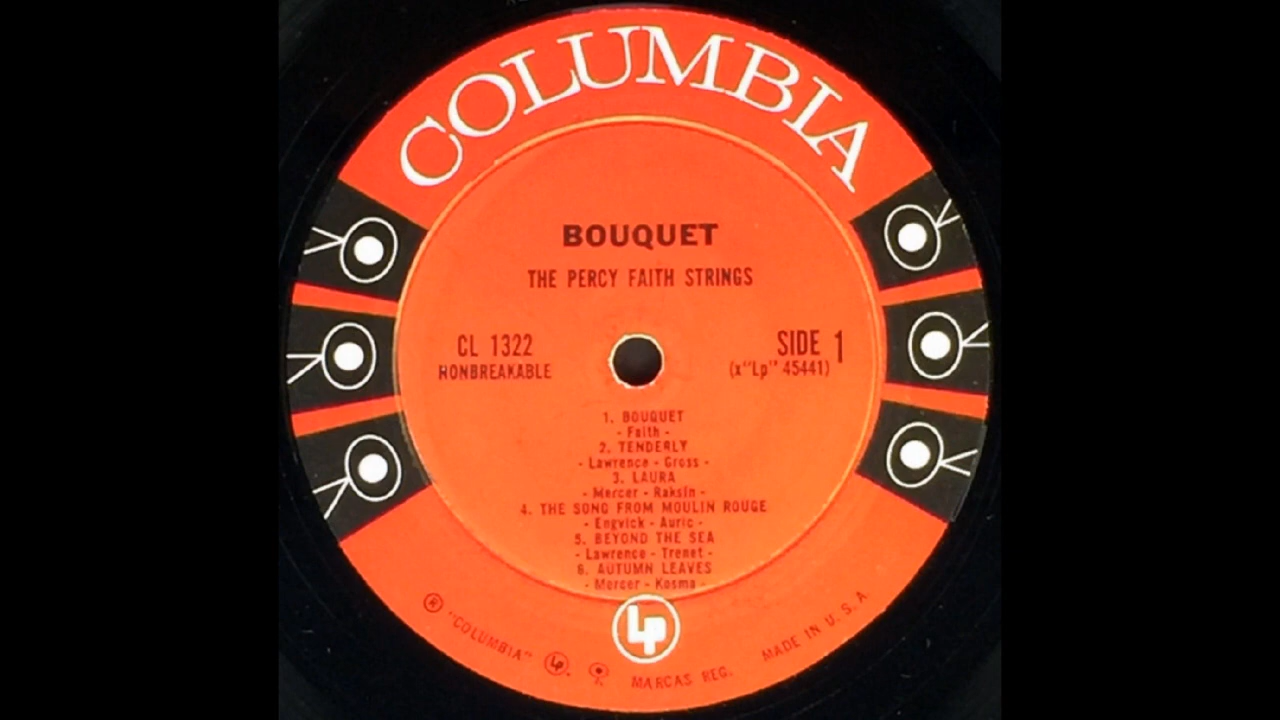 COLUMBIA
BOUQUET
THE PERCY FAITH STRINGS
CL 1322
NONBREAKABLE
SIDE 1
(x"Lp" 45441)
1. BOUQUET
- Faith -
2. TENDERLY
- Lawrence - Gross -
3. LAURA
- Mercer - Raksin -
4. THE SONG FROM MOULIN ROUGE
- Engvick - Auric -
5. BEYOND THE SEA
- Lawrence - Trenet -
6. AUTUMN LEAVES
- Mercer - Kosma -
LP
® "COLUMBIA" Lp. MARCAS REG. MADE IN U. S. A.